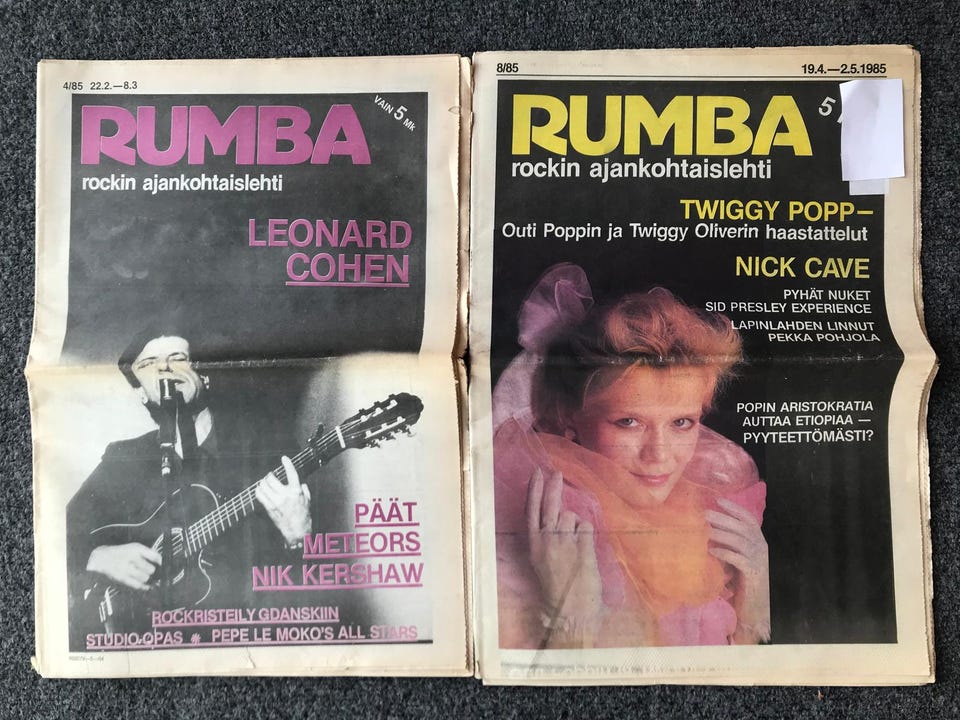 4/85 22.2.—8.3
RUMBA
VAIN 5 Mk
rockin ajankohtaislehti
LEONARD
COHEN
PÄÄT
METEORS
NIK KERSHAW
ROCKRISTEILY GDANSKIIN
STUDIO-OPAS ✱ PEPE LE MOKO'S ALL STARS
8/85 19.4.—2.5.1985
RUMBA
5
rockin ajankohtaislehti
TWIGGY POPP—
Outi Poppin ja Twiggy Oliverin haastattelut
NICK CAVE
PYHÄT NUKET
SID PRESLEY EXPERIENCE
LAPINLAHDEN LINNUT
PEKKA POHJOLA
POPIN ARISTOKRATIA
AUTTAA ETIOPIAA —
PYYTEETTÖMÄSTI?